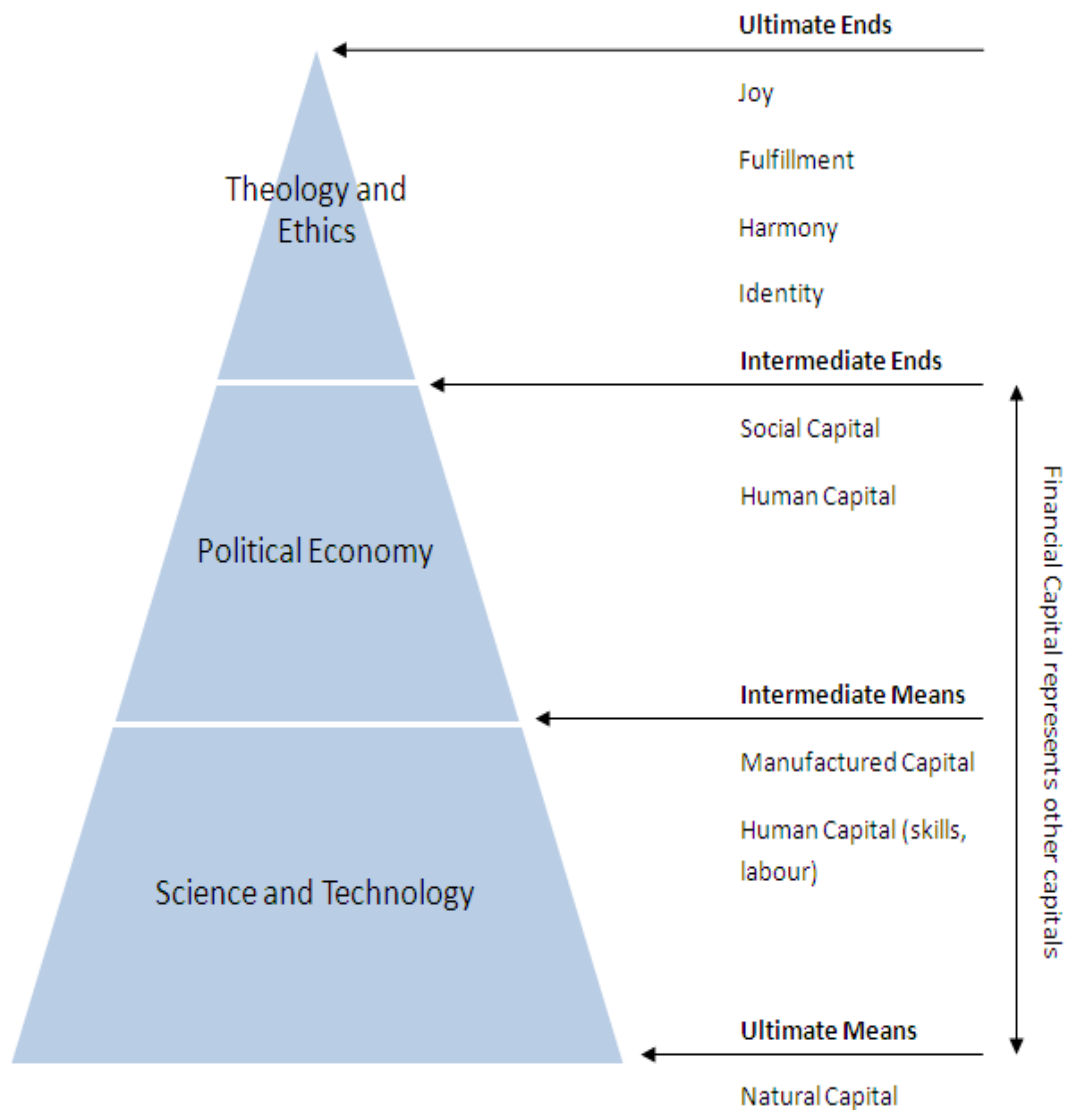 Ultimate Ends
Joy
Fulfillment
Harmony
Identity
Theology and
Ethics
Intermediate Ends
Social Capital
Human Capital
Political Economy
Intermediate Means
Manufactured Capital
Human Capital (skills,
labour)
Science and Technology
Ultimate Means
Natural Capital
Financial Capital represents other capitals